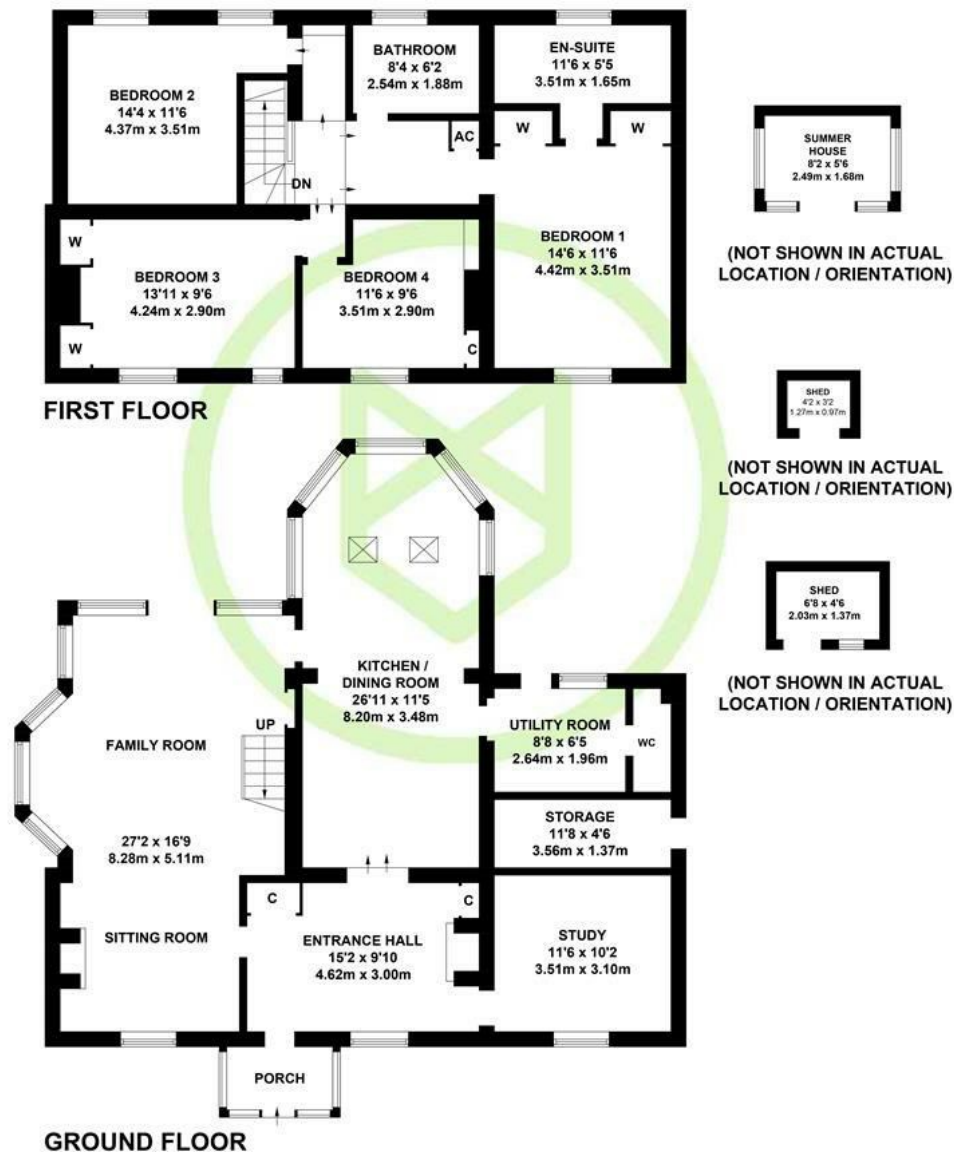 BEDROOM 2
14'4 x 11'6
4.37m x 3.51m
BATHROOM
8'4 x 6'2
2.54m x 1.88m
EN-SUITE
11'6 x 5'5
3.51m x 1.65m
W
W
AC
DN
W
W
BEDROOM 3
13'11 x 9'6
4.24m x 2.90m
BEDROOM 4
11'6 x 9'6
3.51m x 2.90m
C
BEDROOM 1
14'6 x 11'6
4.42m x 3.51m
FIRST FLOOR
SUMMER
HOUSE
8'2 x 5'6
2.49m x 1.68m
(NOT SHOWN IN ACTUAL
LOCATION / ORIENTATION)
SHED
4'2 x 3'2
1.27m x 0.97m
(NOT SHOWN IN ACTUAL
LOCATION / ORIENTATION)
SHED
6'8 x 4'6
2.03m x 1.37m
(NOT SHOWN IN ACTUAL
LOCATION / ORIENTATION)
KITCHEN /
DINING ROOM
26'11 x 11'5
8.20m x 3.48m
UP
FAMILY ROOM
27'2 x 16'9
8.28m x 5.11m
SITTING ROOM
UTILITY ROOM
8'8 x 6'5
2.64m x 1.96m
WC
STORAGE
11'8 x 4'6
3.56m x 1.37m
C
C
ENTRANCE HALL
15'2 x 9'10
4.62m x 3.00m
STUDY
11'6 x 10'2
3.51m x 3.10m
PORCH
GROUND FLOOR